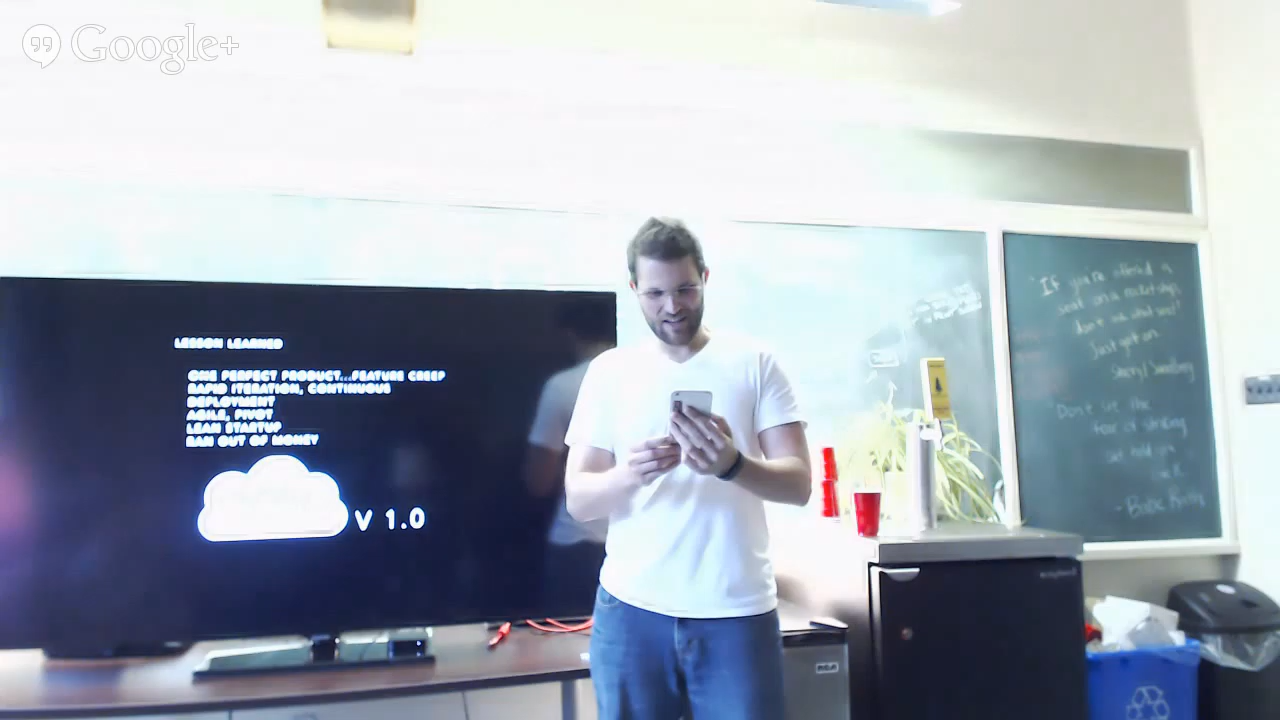 Google+
LESSON LEARNED
ONE PERFECT PRODUCT...FEATURE CREEP
RAPID ITERATION, CONTINUOUS
DEPLOYMENT
AGILE, PIVOT
LEAN STARTUP
RAN OUT OF MONEY
V 1.0
"If you're offered a
seat on a rocket ship,
don't ask what seat
Just get on.
Don't let the
fear of striking
out hold you
back
- Babe Ruth
RCA